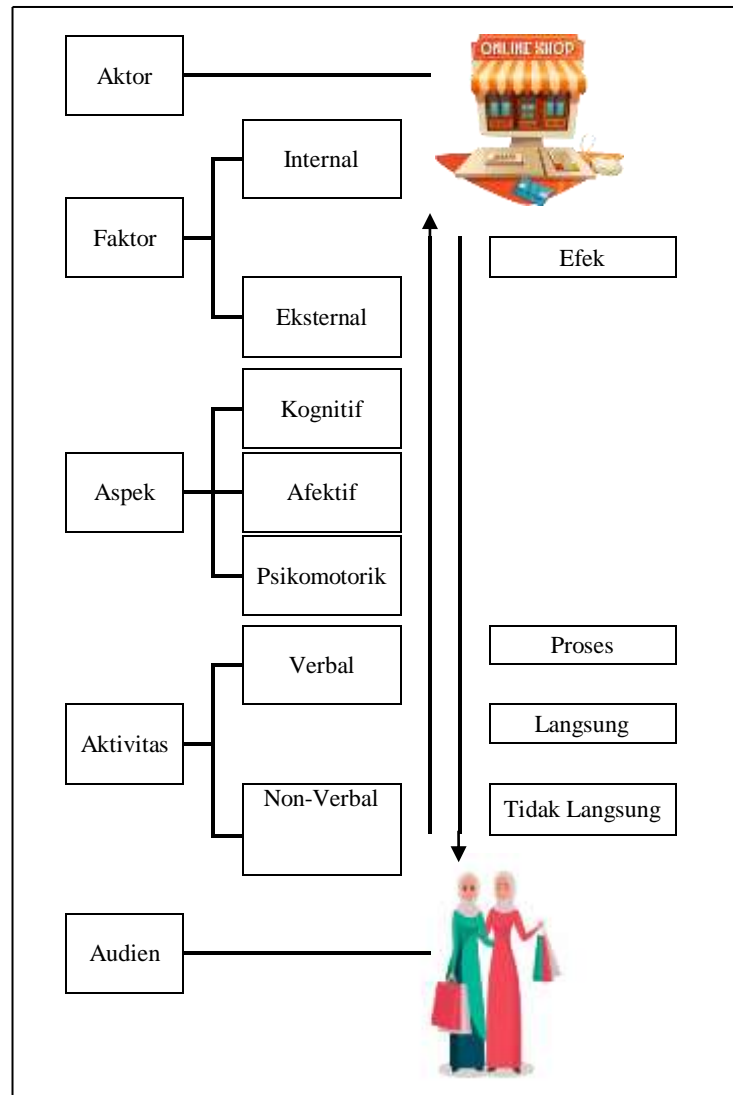 Aktor
ONLINE SHOP
Internal
Faktor
Eksternal
Efek
Kognitif
Aspek
Afektif
Psikomotorik
Verbal
Proses
Aktivitas
Langsung
Non-Verbal
Tidak Langsung
Audien